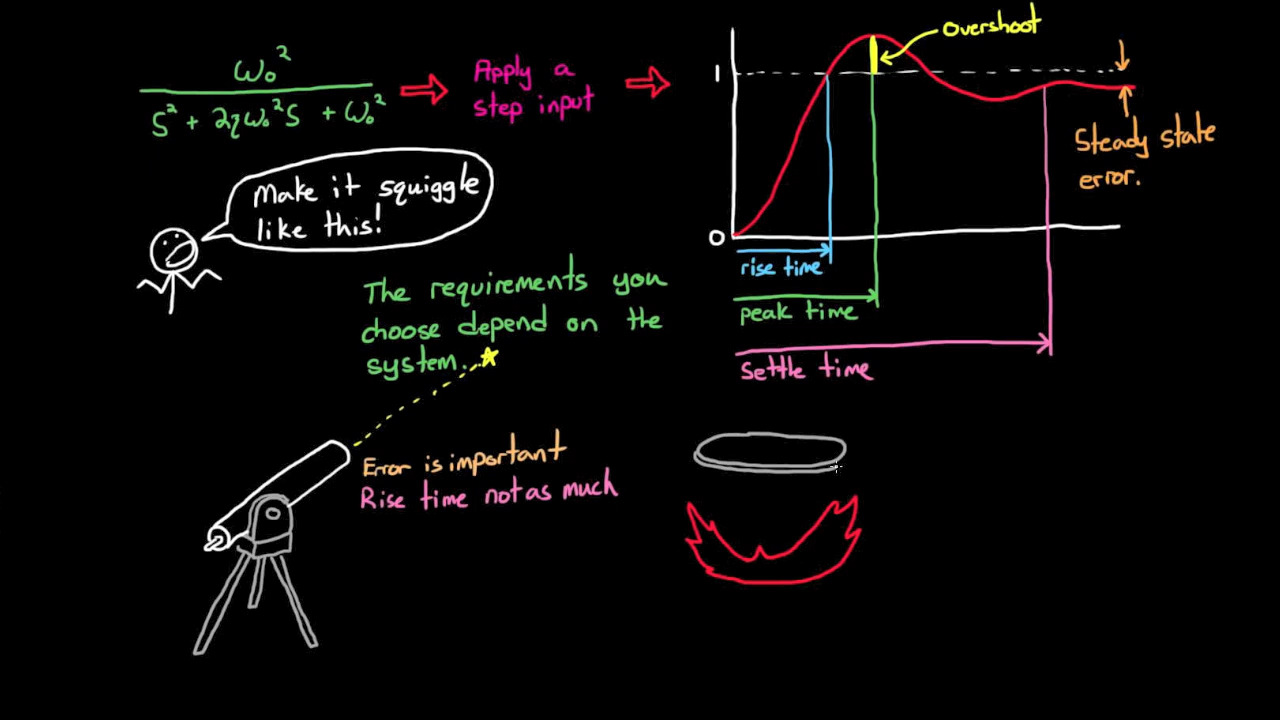 ω₀²
S² + 2ζω₀²S + ω₀²
Apply a
step input
Overshoot
1
0
Steady state
error.
rise time
peak time
Settle time
Make it squiggle
like this!
The requirements you
choose depend on the
system.
Error is important
Rise time not as much